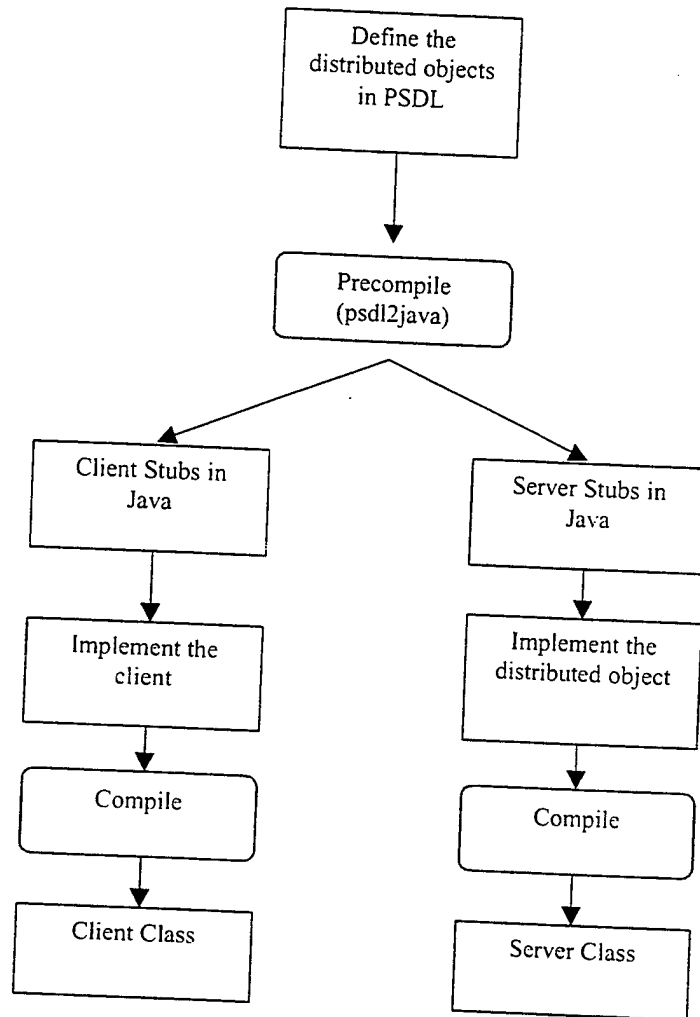 Define the
distributed objects
in PSDL
Precompile
(psdl2java)
Client Stubs in
Java
Server Stubs in
Java
Implement the
client
Implement the
distributed object
Compile
Compile
Client Class
Server Class